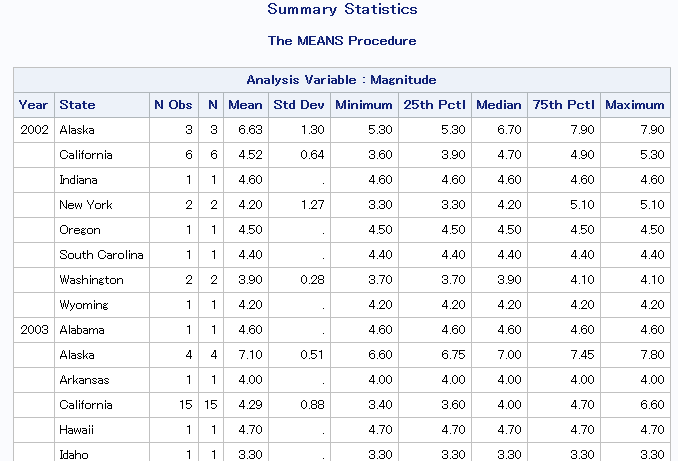 Summary Statistics
The MEANS Procedure
Analysis Variable : Magnitude
Year State N Obs N Mean Std Dev Minimum 25th Pctl Median 75th Pctl Maximum
2002 Alaska 3 3 6.63 1.30 5.30 5.30 6.70 7.90 7.90
California 6 6 4.52 0.64 3.60 3.90 4.70 4.90 5.30
Indiana 1 1 4.60 . 4.60 4.60 4.60 4.60 4.60
New York 2 2 4.20 1.27 3.30 3.30 4.20 5.10 5.10
Oregon 1 1 4.50 . 4.50 4.50 4.50 4.50 4.50
South Carolina 1 1 4.40 . 4.40 4.40 4.40 4.40 4.40
Washington 2 2 3.90 0.28 3.70 3.70 3.90 4.10 4.10
Wyoming 1 1 4.20 . 4.20 4.20 4.20 4.20 4.20
2003 Alabama 1 1 4.60 . 4.60 4.60 4.60 4.60 4.60
Alaska 4 4 7.10 0.51 6.60 6.75 7.00 7.45 7.80
Arkansas 1 1 4.00 . 4.00 4.00 4.00 4.00 4.00
California 15 15 4.29 0.88 3.40 3.60 4.00 4.70 6.60
Hawaii 1 1 4.70 . 4.70 4.70 4.70 4.70 4.70
Idaho 1 1 3.30 . 3.30 3.30 3.30 3.30 3.30